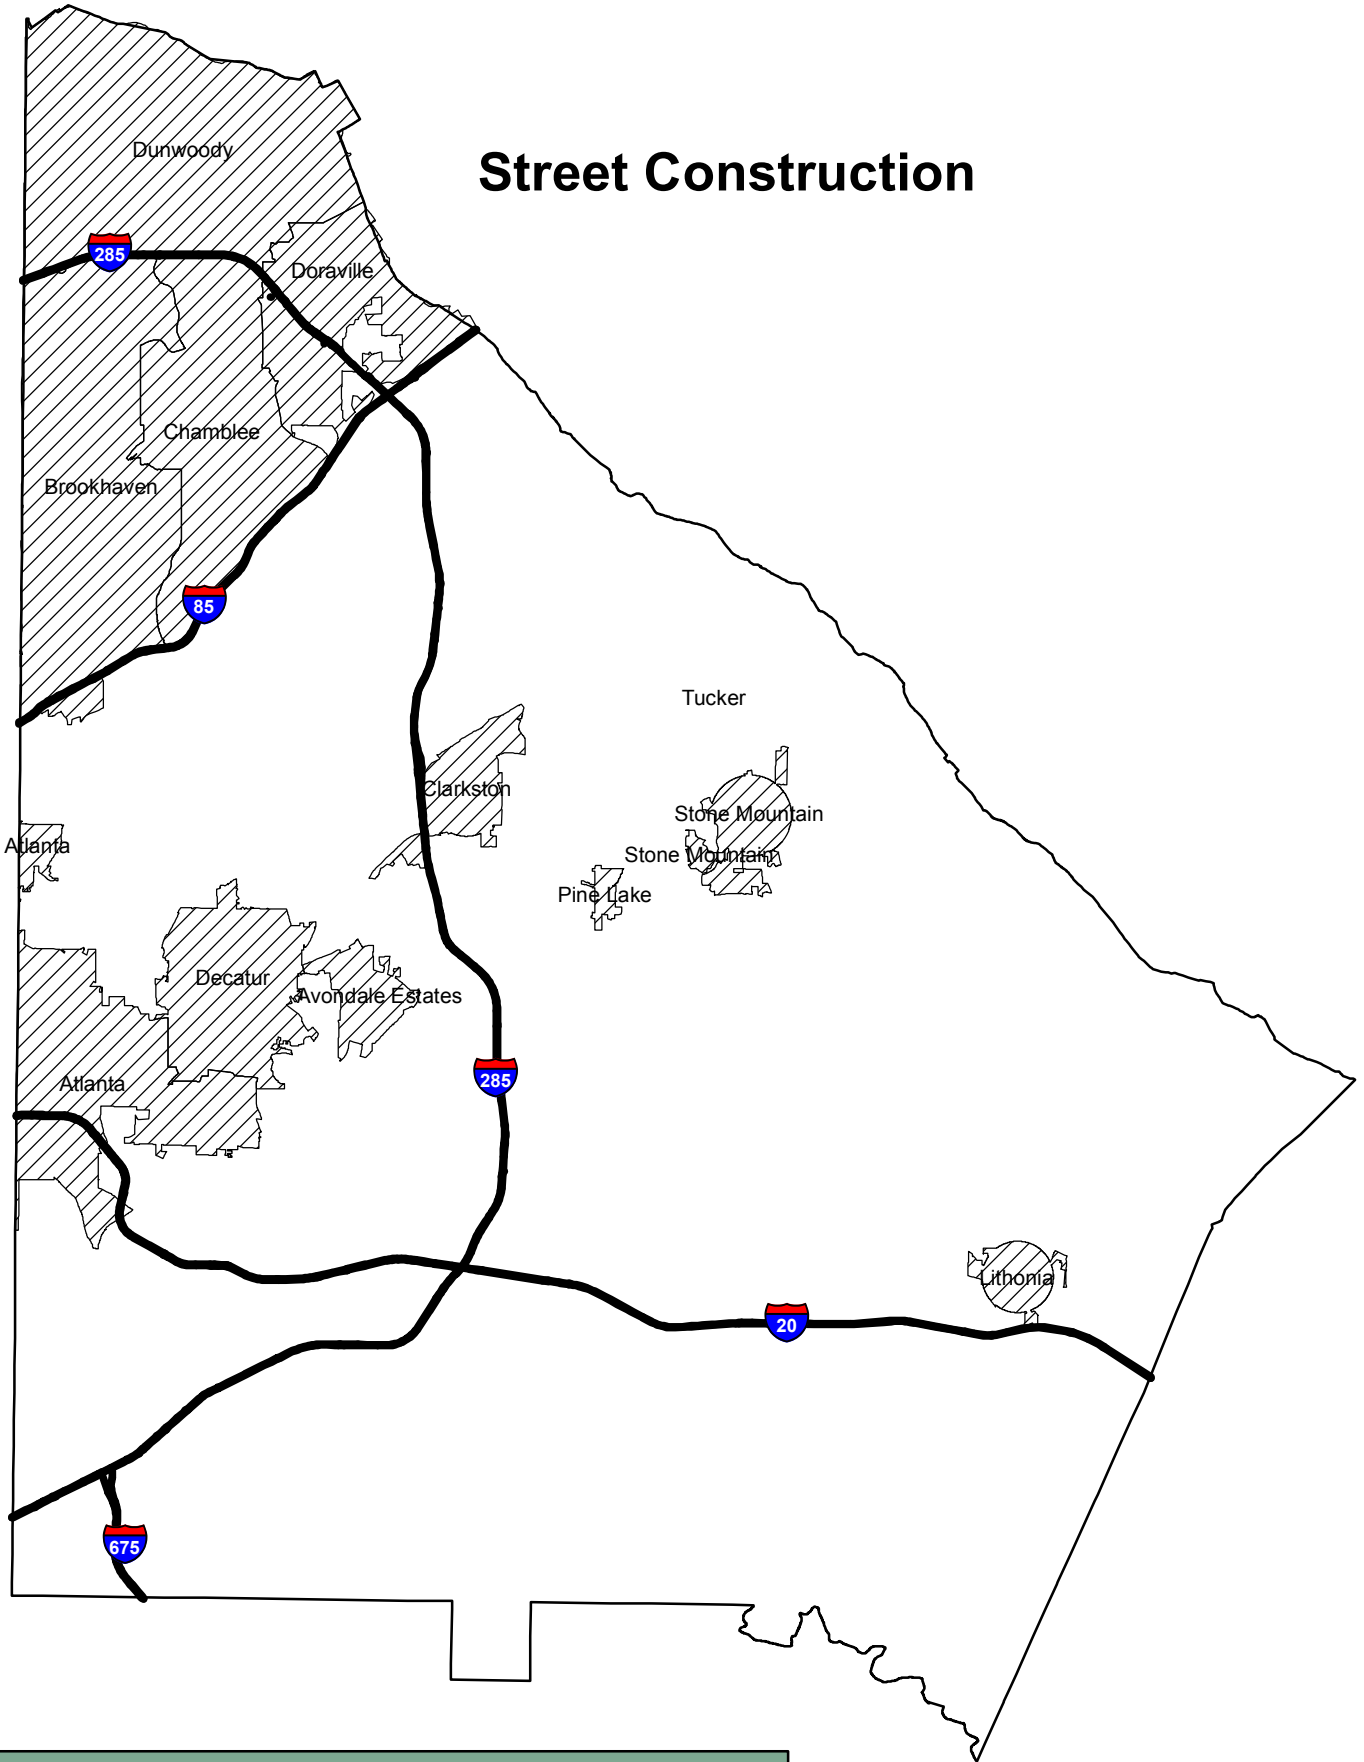 Dunwoody
Street Construction
285
Doraville
Chamblee
Brookhaven
85
Tucker
Clarkston
Stone Mountain
Atlanta
Stone Mountain
Pine Lake
Decatur
Avondale Estates
285
Atlanta
Lithonia
20
675